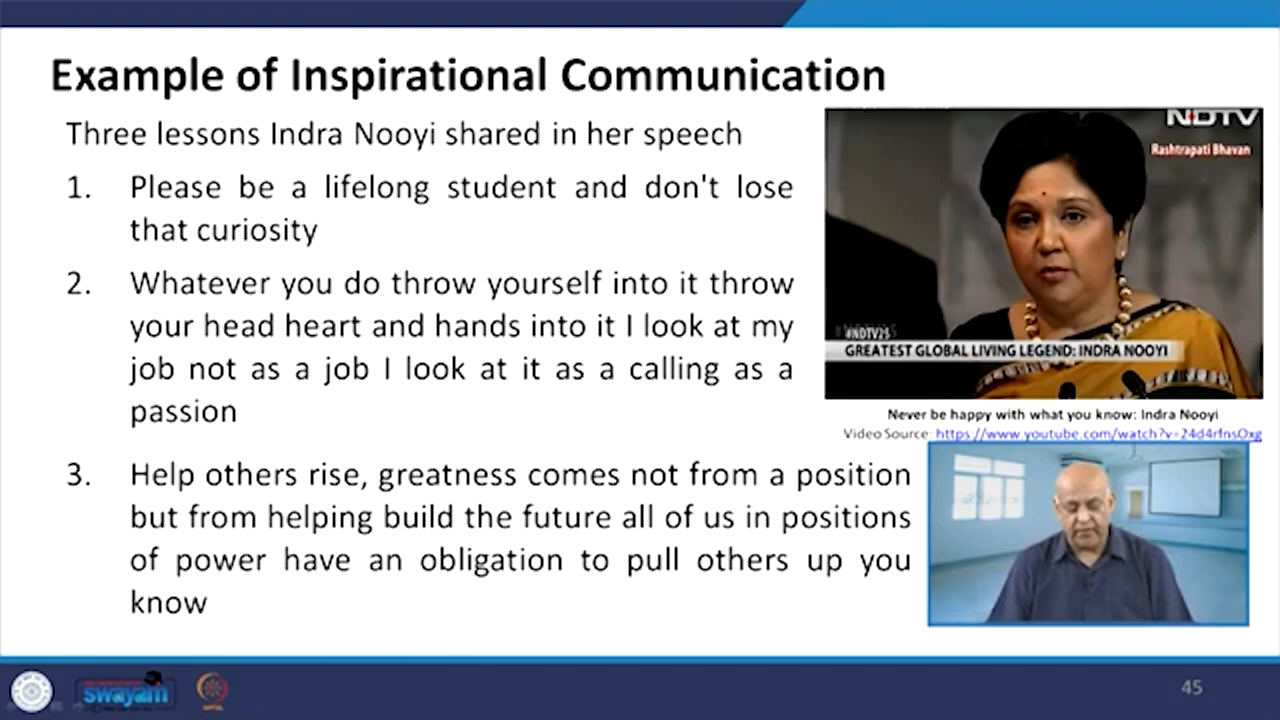 Example of Inspirational Communication
Three lessons Indra Nooyi shared in her speech
1. Please be a lifelong student and don't lose
that curiosity
2. Whatever you do throw yourself into it throw
your head heart and hands into it I look at my
job not as a job I look at it as a calling as a
passion
3. Help others rise, greatness comes not from a position
but from helping build the future all of us in positions
of power have an obligation to pull others up you
know
NDTV
Rashtrapati Bhavan
#NDTV25
GREATEST GLOBAL LIVING LEGEND: INDRA NOOYI
Never be happy with what you know: Indra Nooyi
Video Source: https://www.youtube.com/watch?v=24d4rfnsOxg
swayam
45